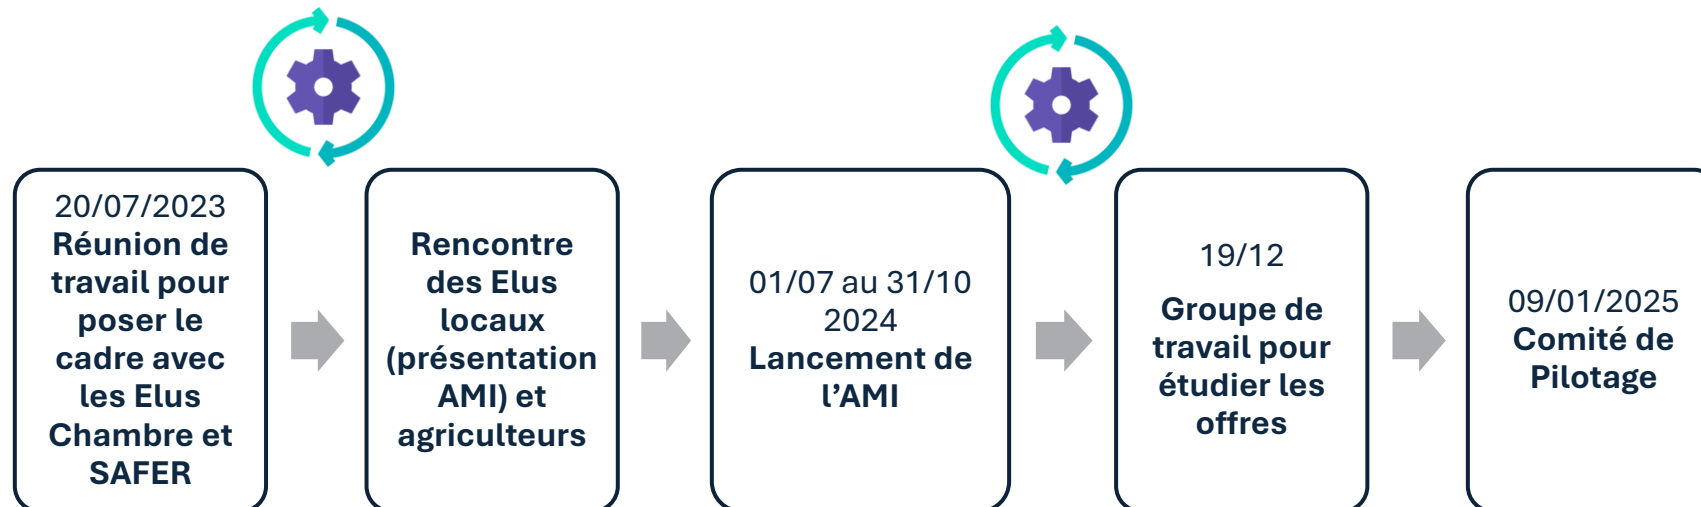 20/07/2023
Réunion de
travail pour
poser le
cadre avec
les Elus
Chambre et
SAFER
Rencontre
des Elus
locaux
(présentation
AMI) et
agriculteurs
01/07 au 31/10
2024
Lancement de
l’AMI
19/12
Groupe de
travail pour
étudier les
offres
09/01/2025
Comité de
Pilotage